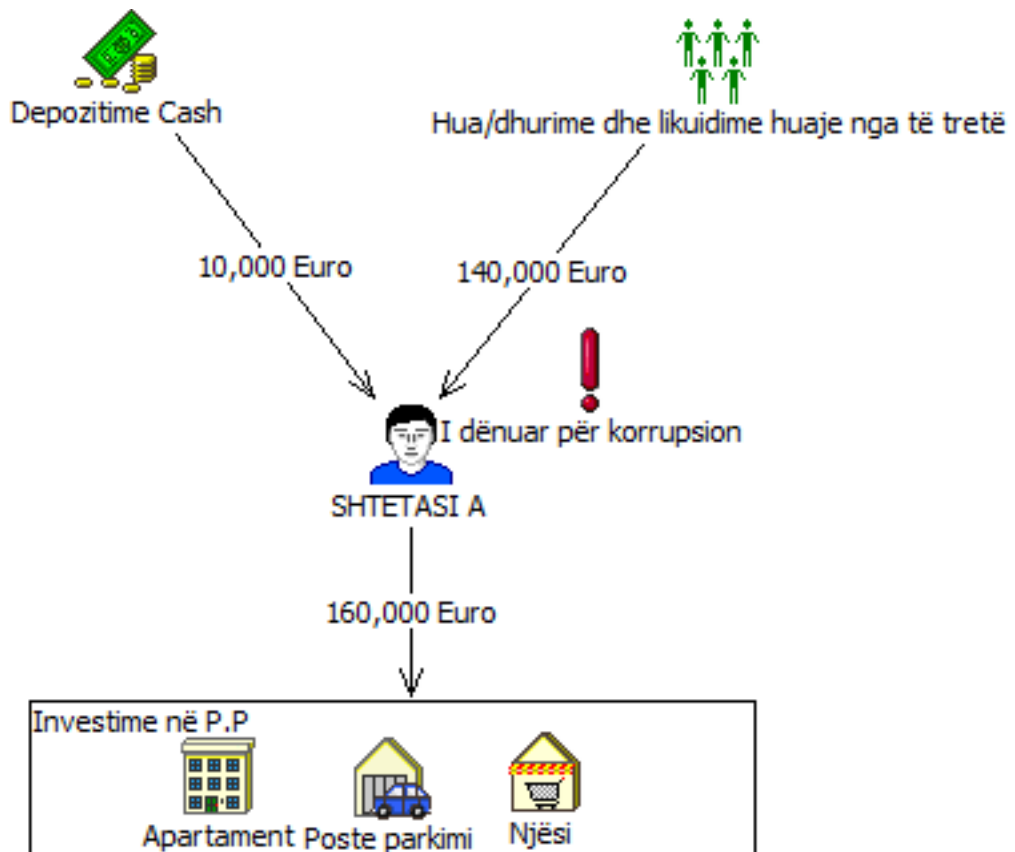 Depozitime Cash
Hua/dhurime dhe likuidime huaje nga të tretë
10,000 Euro
140,000 Euro
I dënuar për korrupsion
SHTETASI A
160,000 Euro
Investime në P.P
Apartament
Poste parkimi
Njësi